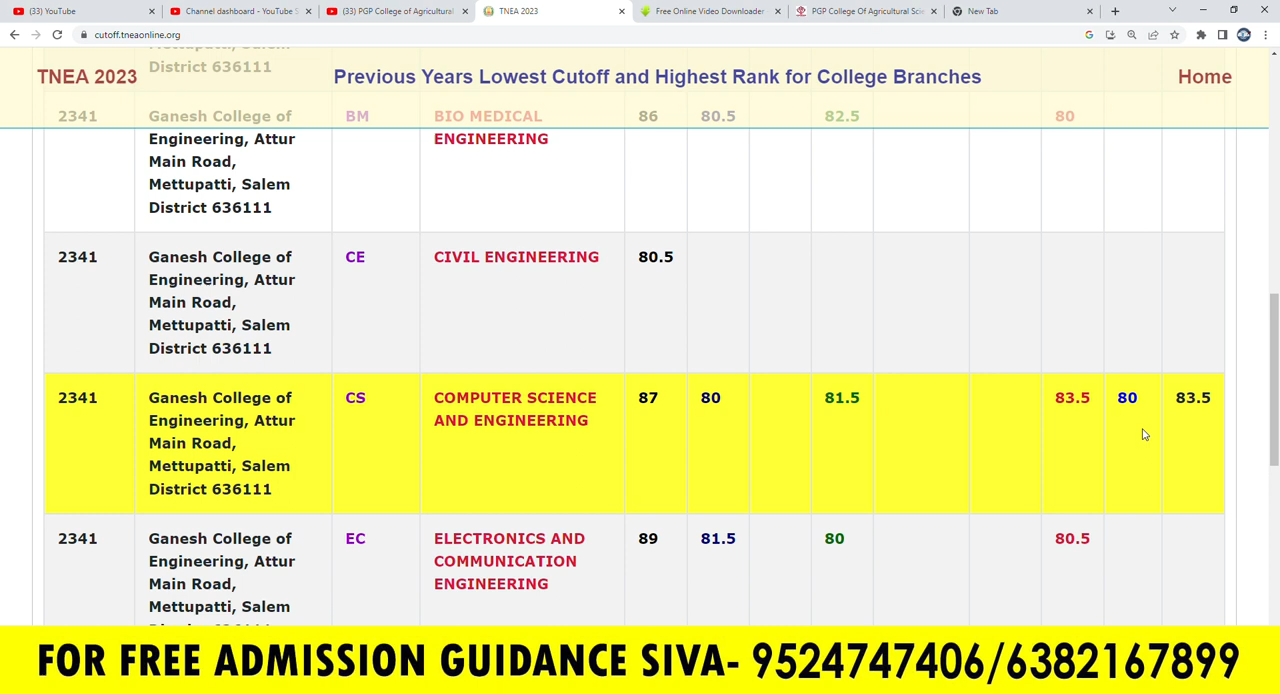 (33) YouTube
Channel dashboard - YouTube S
(33) PGP College of Agricultural
TNEA 2023
Free Online Video Downloader
PGP College Of Agricultural Scie
New Tab
cutoff.tneaonline.org
District 636111
TNEA 2023 Previous Years Lowest Cutoff and Highest Rank for College Branches Home
2341 Ganesh College of BM BIO MEDICAL 86 80.5 82.5 80
Engineering, Attur ENGINEERING
Main Road,
Mettupatti, Salem
District 636111
2341 Ganesh College of CE CIVIL ENGINEERING 80.5
Engineering, Attur
Main Road,
Mettupatti, Salem
District 636111
2341 Ganesh College of CS COMPUTER SCIENCE 87 80 81.5 83.5 80 83.5
Engineering, Attur AND ENGINEERING
Main Road,
Mettupatti, Salem
District 636111
2341 Ganesh College of EC ELECTRONICS AND 89 81.5 80 80.5
Engineering, Attur COMMUNICATION
Main Road, ENGINEERING
Mettupatti, Salem
FOR FREE ADMISSION GUIDANCE SIVA- 9524747406/6382167899